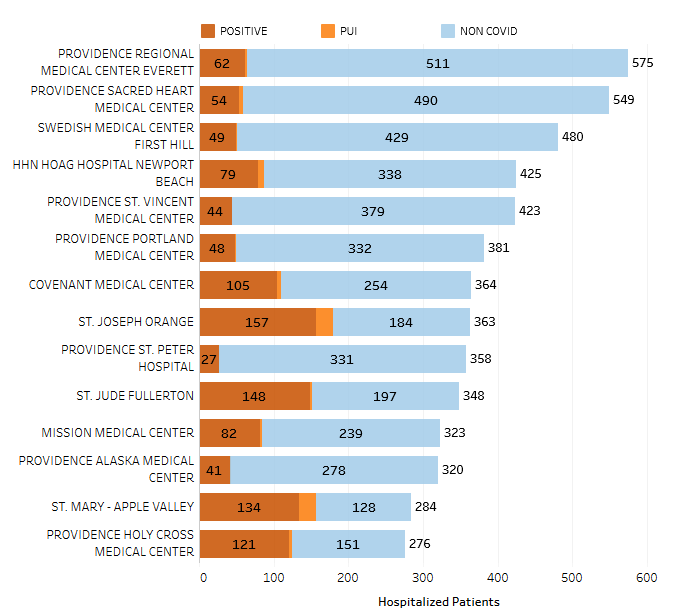 POSITIVE PUI NON COVID
PROVIDENCE REGIONAL
MEDICAL CENTER EVERETT
62 511 575
PROVIDENCE SACRED HEART
MEDICAL CENTER
54 490 549
SWEDISH MEDICAL CENTER
FIRST HILL
49 429 480
HHN HOAG HOSPITAL NEWPORT
BEACH
79 338 425
PROVIDENCE ST. VINCENT
MEDICAL CENTER
44 379 423
PROVIDENCE PORTLAND
MEDICAL CENTER
48 332 381
COVENANT MEDICAL CENTER 105 254 364
ST. JOSEPH ORANGE 157 184 363
PROVIDENCE ST. PETER
HOSPITAL
27 331 358
ST. JUDE FULLERTON 148 197 348
MISSION MEDICAL CENTER 82 239 323
PROVIDENCE ALASKA MEDICAL
CENTER
41 278 320
ST. MARY - APPLE VALLEY 134 128 284
PROVIDENCE HOLY CROSS
MEDICAL CENTER
121 151 276
0 100 200 300 400 500 600
Hospitalized Patients